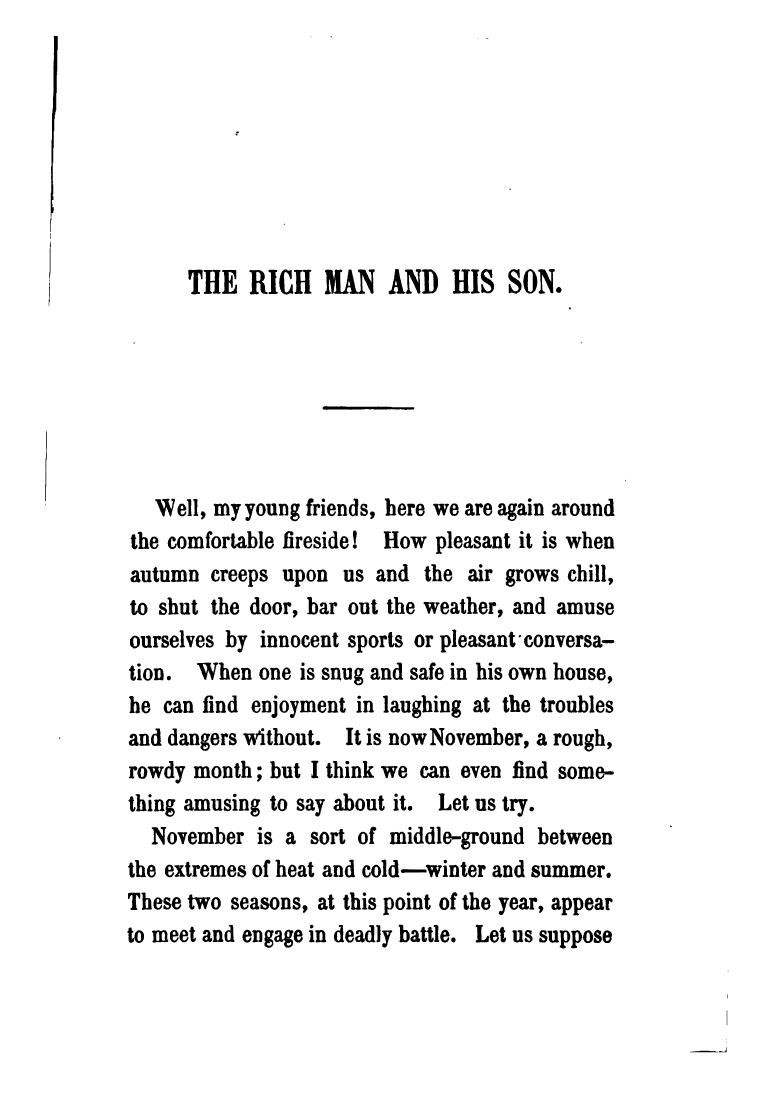 THE RICH MAN AND HIS SON.
Well, my young friends, here we are again around
the comfortable fireside! How pleasant it is when
autumn creeps upon us and the air grows chill,
to shut the door, bar out the weather, and amuse
ourselves by innocent sports or pleasant conversa-
tion. When one is snug and safe in his own house,
he can find enjoyment in laughing at the troubles
and dangers without. It is now November, a rough,
rowdy month; but I think we can even find some-
thing amusing to say about it. Let us try.
November is a sort of middle-ground between
the extremes of heat and cold—winter and summer.
These two seasons, at this point of the year, appear
to meet and engage in deadly battle. Let us suppose